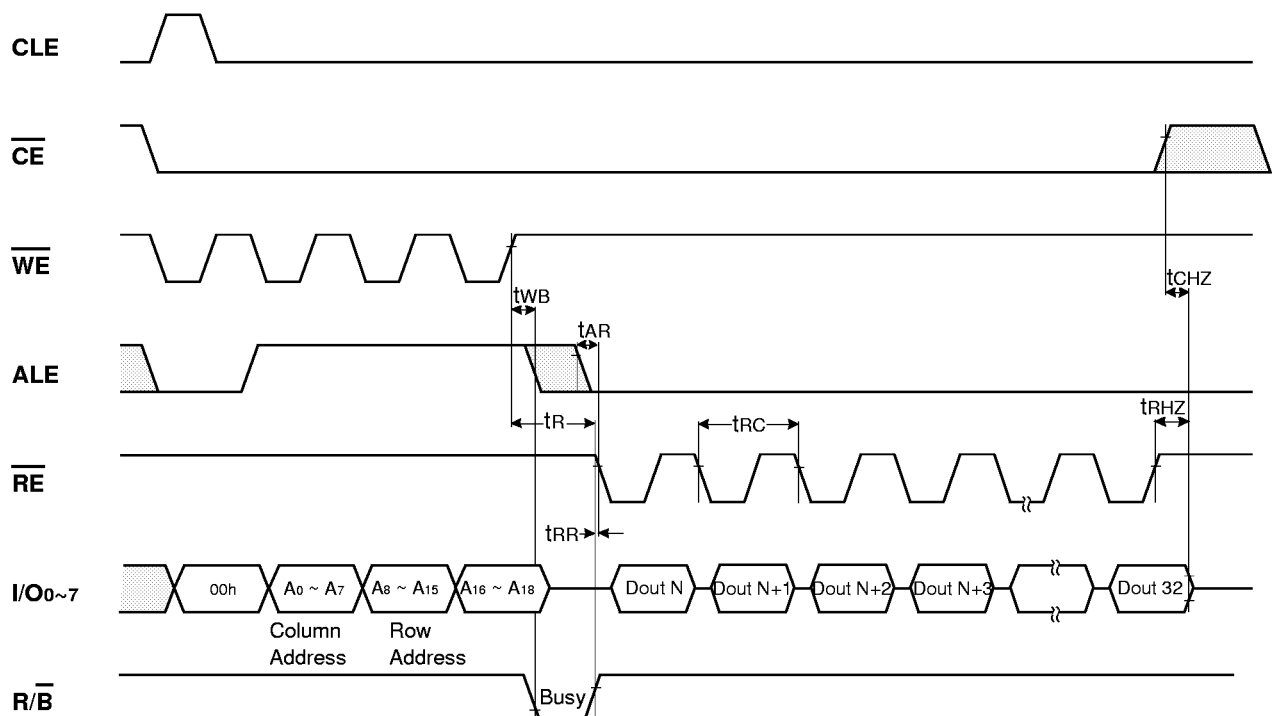 CLE
CE
WE
tWB
tCHZ
tAR
ALE
tR
tRC
tRHZ
RE
tRR
I/O0~7
00h
A0 ~ A7
A8 ~ A15
A16 ~ A18
Dout N
Dout N+1
Dout N+2
Dout N+3
Dout 32
Column
Address
Row
Address
R/B
Busy